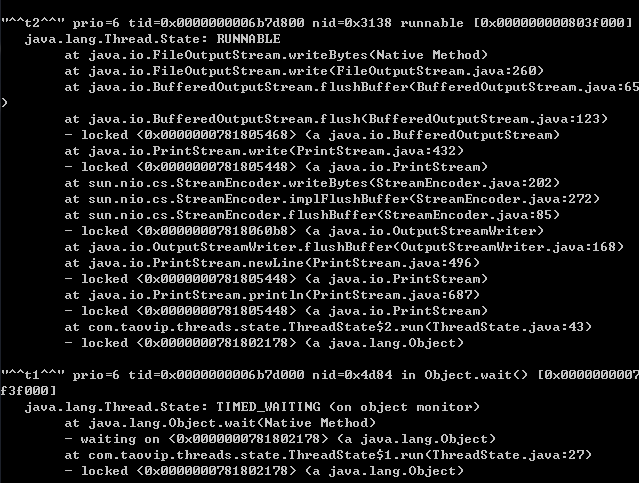 "^^t2^^" prio=6 tid=0x0000000006b7d800 nid=0x3138 runnable [0x000000000803f000]
   java.lang.Thread.State: RUNNABLE
        at java.io.FileOutputStream.writeBytes(Native Method)
        at java.io.FileOutputStream.write(FileOutputStream.java:260)
        at java.io.BufferedOutputStream.flushBuffer(BufferedOutputStream.java:65
)
        at java.io.BufferedOutputStream.flush(BufferedOutputStream.java:123)
        - locked <0x0000000781805468> (a java.io.BufferedOutputStream)
        at java.io.PrintStream.write(PrintStream.java:432)
        - locked <0x0000000781805448> (a java.io.PrintStream)
        at sun.nio.cs.StreamEncoder.writeBytes(StreamEncoder.java:202)
        at sun.nio.cs.StreamEncoder.implFlushBuffer(StreamEncoder.java:272)
        at sun.nio.cs.StreamEncoder.flushBuffer(StreamEncoder.java:85)
        - locked <0x00000007818060b8> (a java.io.OutputStreamWriter)
        at java.io.OutputStreamWriter.flushBuffer(OutputStreamWriter.java:168)
        at java.io.PrintStream.newLine(PrintStream.java:496)
        - locked <0x0000000781805448> (a java.io.PrintStream)
        at java.io.PrintStream.println(PrintStream.java:687)
        - locked <0x0000000781805448> (a java.io.PrintStream)
        at com.taovip.threads.state.ThreadState$2.run(ThreadState.java:43)
        - locked <0x0000000781802178> (a java.lang.Object)
"^^t1^^" prio=6 tid=0x0000000006b7d000 nid=0x4d84 in Object.wait() [0x0000000007
f3f000]
   java.lang.Thread.State: TIMED_WAITING (on object monitor)
        at java.lang.Object.wait(Native Method)
        - waiting on <0x0000000781802178> (a java.lang.Object)
        at com.taovip.threads.state.ThreadState$1.run(ThreadState.java:27)
        - locked <0x0000000781802178> (a java.lang.Object)